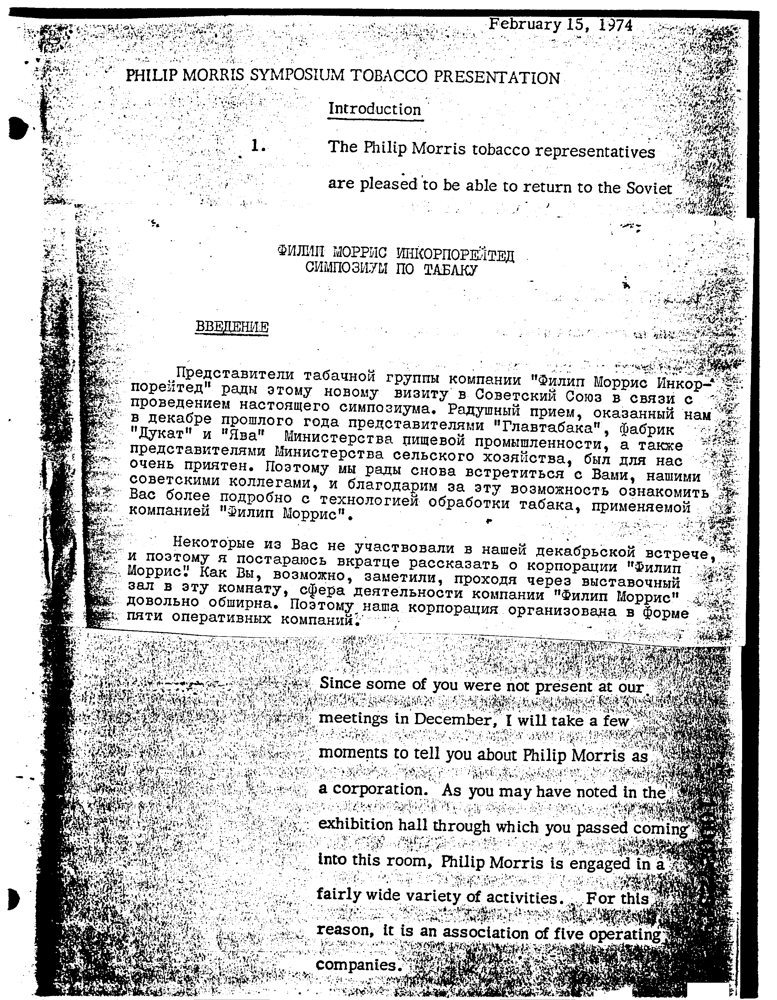 February 15, 1974
PHILIP MORRIS SYMPOSIUM TOBACCO PRESENTATION
Introduction
1. The Philip Morris tobacco representatives
are pleased to be able to return to the Soviet
ФИЛИП МОРРИС ИНКОРПОРЕЙТЕД
СИМПОЗИУМ ПО ТАБАКУ
ВВЕДЕНИЕ
Представители табачной группы компании "Филип Моррис Инкор-
порейтед" рады этому новому визиту в Советский Союз в связи с
проведением настоящего симпозиума. Радушный прием, оказанный нам
в декабре прошлого года представителями "Главтабака", фабрик
"Дукат" и "Ява" Министерства пищевой промышленности, а также
представителями Министерства сельского хозяйства, был для нас
очень приятен. Поэтому мы рады снова встретиться с Вами, нашими
советскими коллегами, и благодарим за эту возможность ознакомить
Вас более подробно с технологией обработки табака, применяемой
компанией "Филип Моррис".
Некоторые из Вас не участвовали в нашей декабрьской встрече,
и поэтому я постараюсь вкратце рассказать о корпорации "Филип
Моррис". Как Вы, возможно, заметили, проходя через выставочный
зал в эту комнату, сфера деятельности компании "Филип Моррис"
довольно обширна. Поэтому наша корпорация организована в форме
пяти оперативных компаний.
Since some of you were not present at our
meetings in December, I will take a few
moments to tell you about Philip Morris as
a corporation. As you may have noted in the
exhibition hall through which you passed coming
into this room, Philip Morris is engaged in a
fairly wide variety of activities. For this
reason, it is an association of five operating
companies.